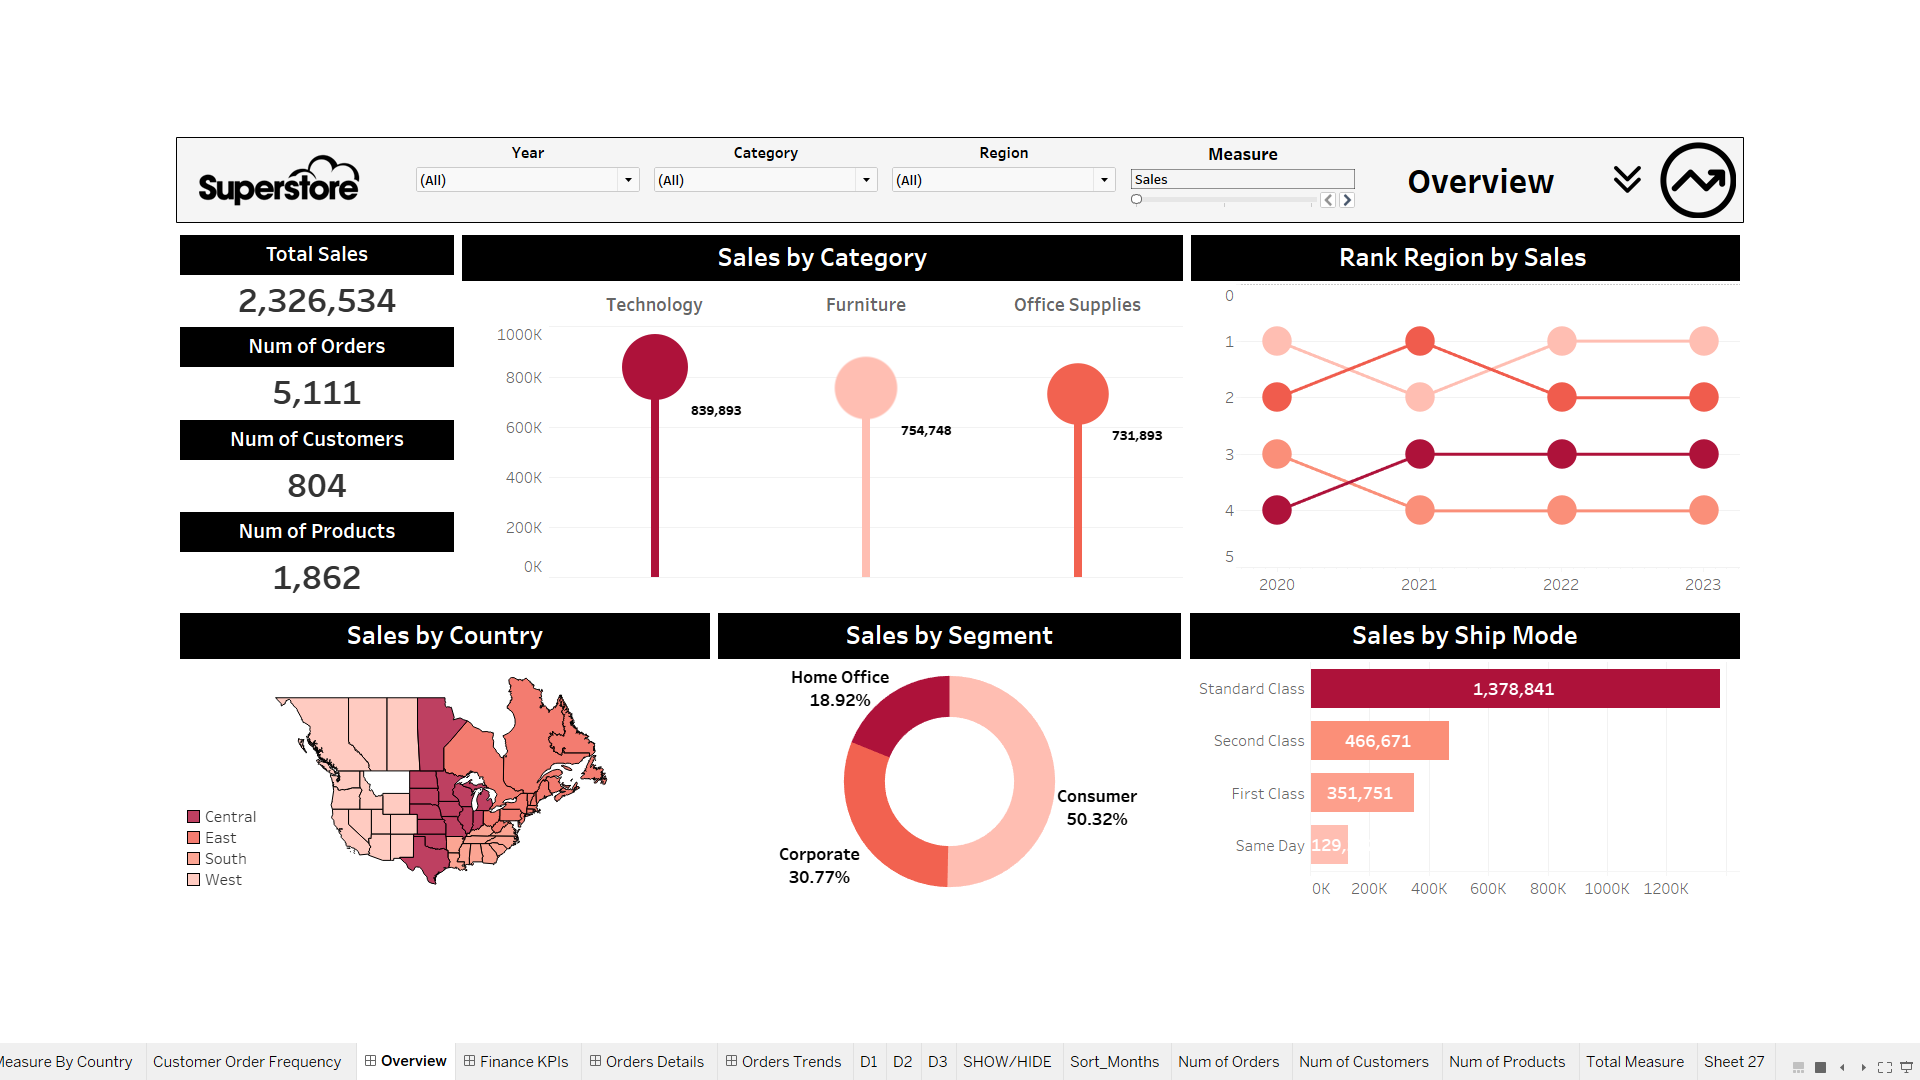 Superstore
Year
(All)
Category
(All)
Region
(All)
Measure
Sales
Overview
Total Sales
2,326,534
Num of Orders
5,111
Num of Customers
804
Num of Products
1,862
Sales by Category
Technology
Furniture
Office Supplies
1000K
800K
600K
400K
200K
0K
839,893
754,748
731,893
Rank Region by Sales
0
1
2
3
4
5
2020
2021
2022
2023
Sales by Country
Central
East
South
West
Sales by Segment
Home Office
18.92%
Consumer
50.32%
Corporate
30.77%
Sales by Ship Mode
Standard Class
1,378,841
Second Class
466,671
First Class
351,751
Same Day
129,
0K
200K
400K
600K
800K
1000K
1200K
By Country
Customer Order Frequency
Overview
Finance KPIs
Orders Details
Orders Trends
D1
D2
D3
SHOW/HIDE
Sort_Months
Num of Orders
Num of Customers
Num of Products
Total Measure
Sheet 27